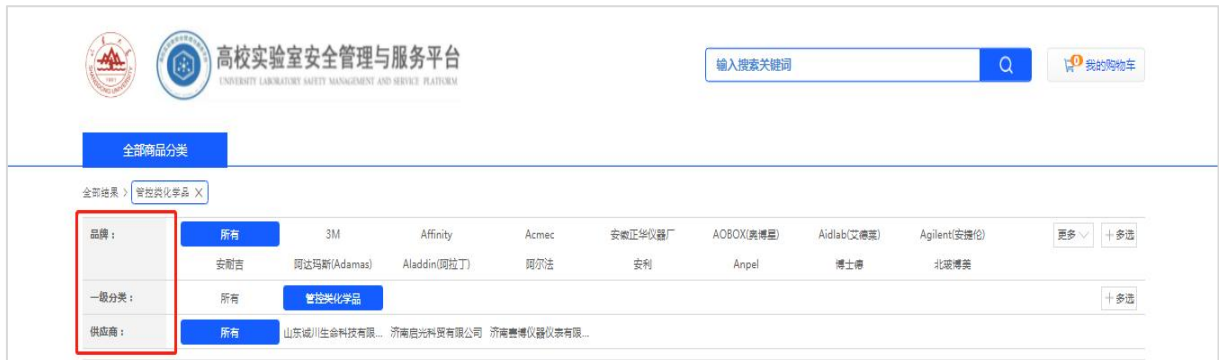 高校实验室安全管理与服务平台
UNIVERSITY LABORATORY SAFETY MANAGEMENT AND SERVICE PLATFORM
输入搜索关键词
0 我的购物车
全部商品分类
全部结果 > 管控类化学品 X
品牌： 所有 3M Affinity Acmec 安徽正华仪器厂 AOBOX(奥博星) Aidlab(艾德莱) Agilent(安捷伦) 更多 +多选
安耐吉 阿达玛斯(Adamas) Aladdin(阿拉丁) 阿尔法 安利 Anpel 博士德 北玻博美
一级分类： 所有 管控类化学品 +多选
供应商： 所有 山东诚川生命科技有限... 济南启光科贸有限公司 济南赛博仪器仪表有限...